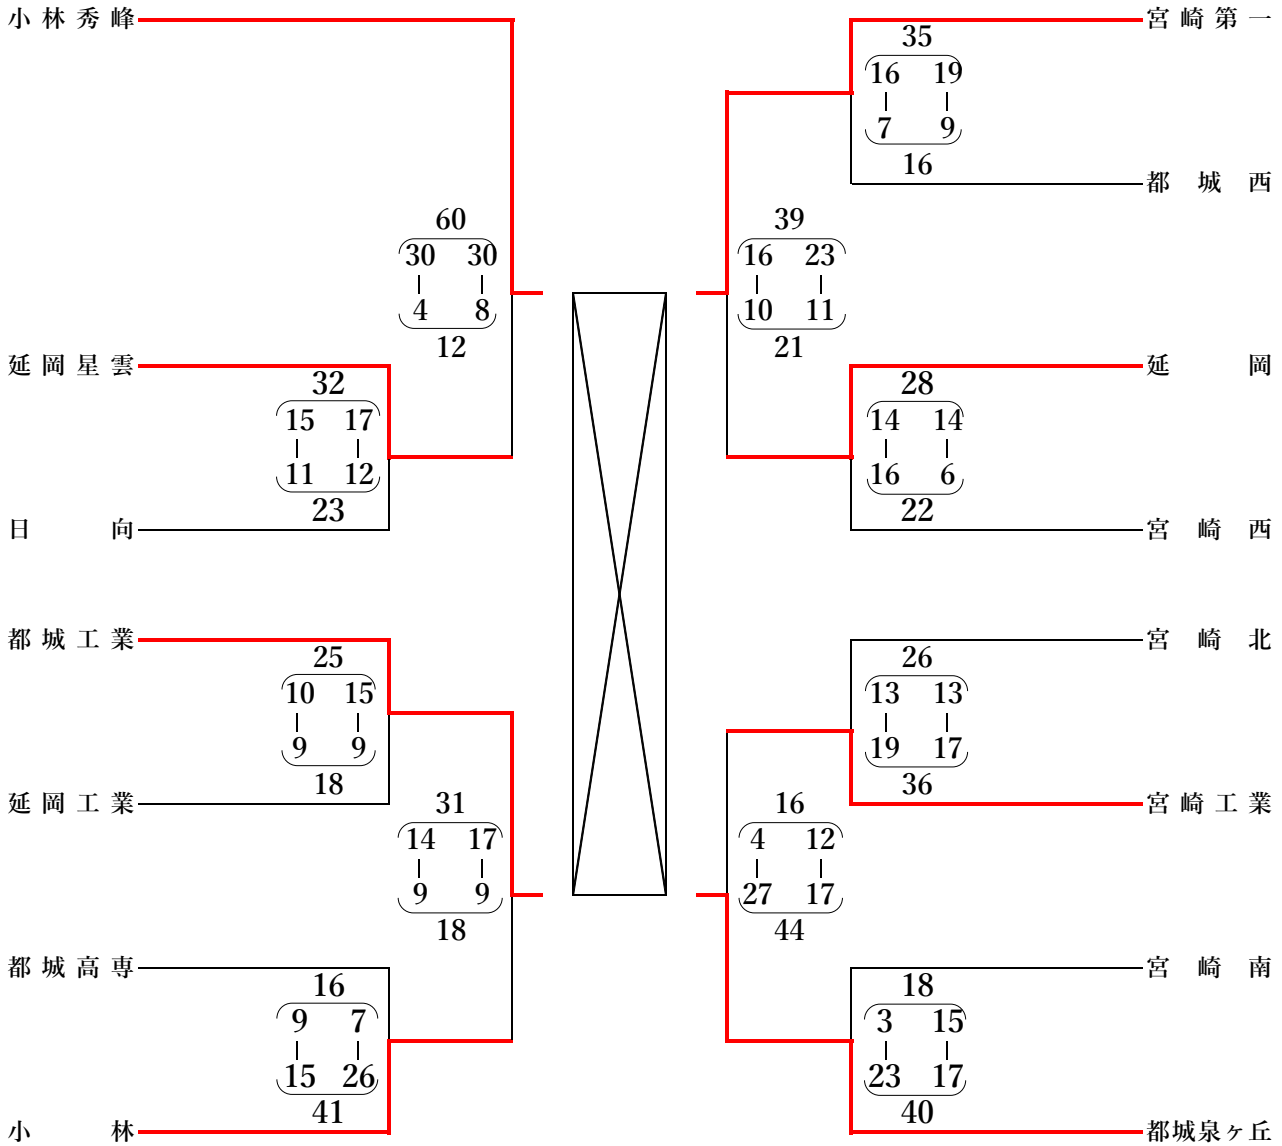 小林秀峰
宮崎第一
35
16 19
7 9
16
都城西
60
30 30
4 8
12
39
16 23
10 11
21
延岡星雲
延岡
32
15 17
11 12
23
28
14 14
16 6
22
日向
宮崎西
都城工業
宮崎北
25
10 15
9 9
18
26
13 13
19 17
36
延岡工業
宮崎工業
31
14 17
9 9
18
16
4 12
27 17
44
都城高専
宮崎南
16
9 7
15 26
41
18
3 15
23 17
40
小林
都城泉ヶ丘